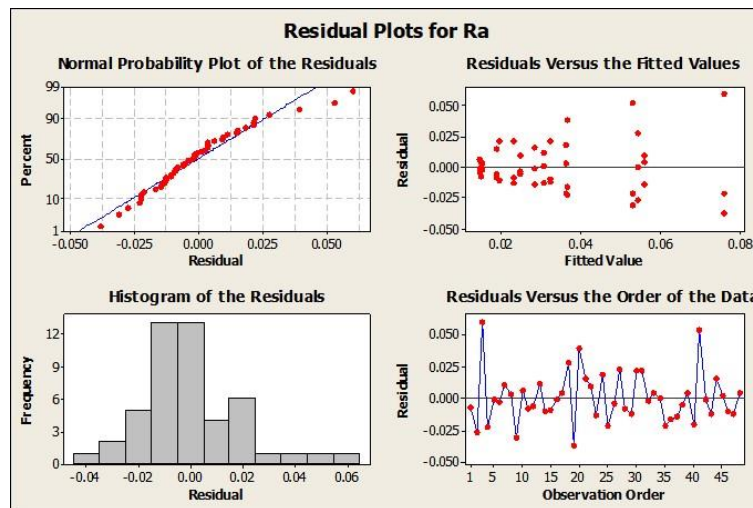 Residual Plots for Ra
Normal Probability Plot of the Residuals
99
90
50
10
1
Percent
-0.050
-0.025
0.000
0.025
0.050
Residual
Residuals Versus the Fitted Values
0.050
0.025
0.000
-0.025
-0.050
Residual
0.02
0.04
0.06
0.08
Fitted Value
Histogram of the Residuals
12
9
6
3
0
Frequency
-0.04
-0.02
0.00
0.02
0.04
0.06
Residual
Residuals Versus the Order of the Data
0.050
0.025
0.000
-0.025
-0.050
Residual
1 5 10 15 20 25 30 35 40 45
Observation Order